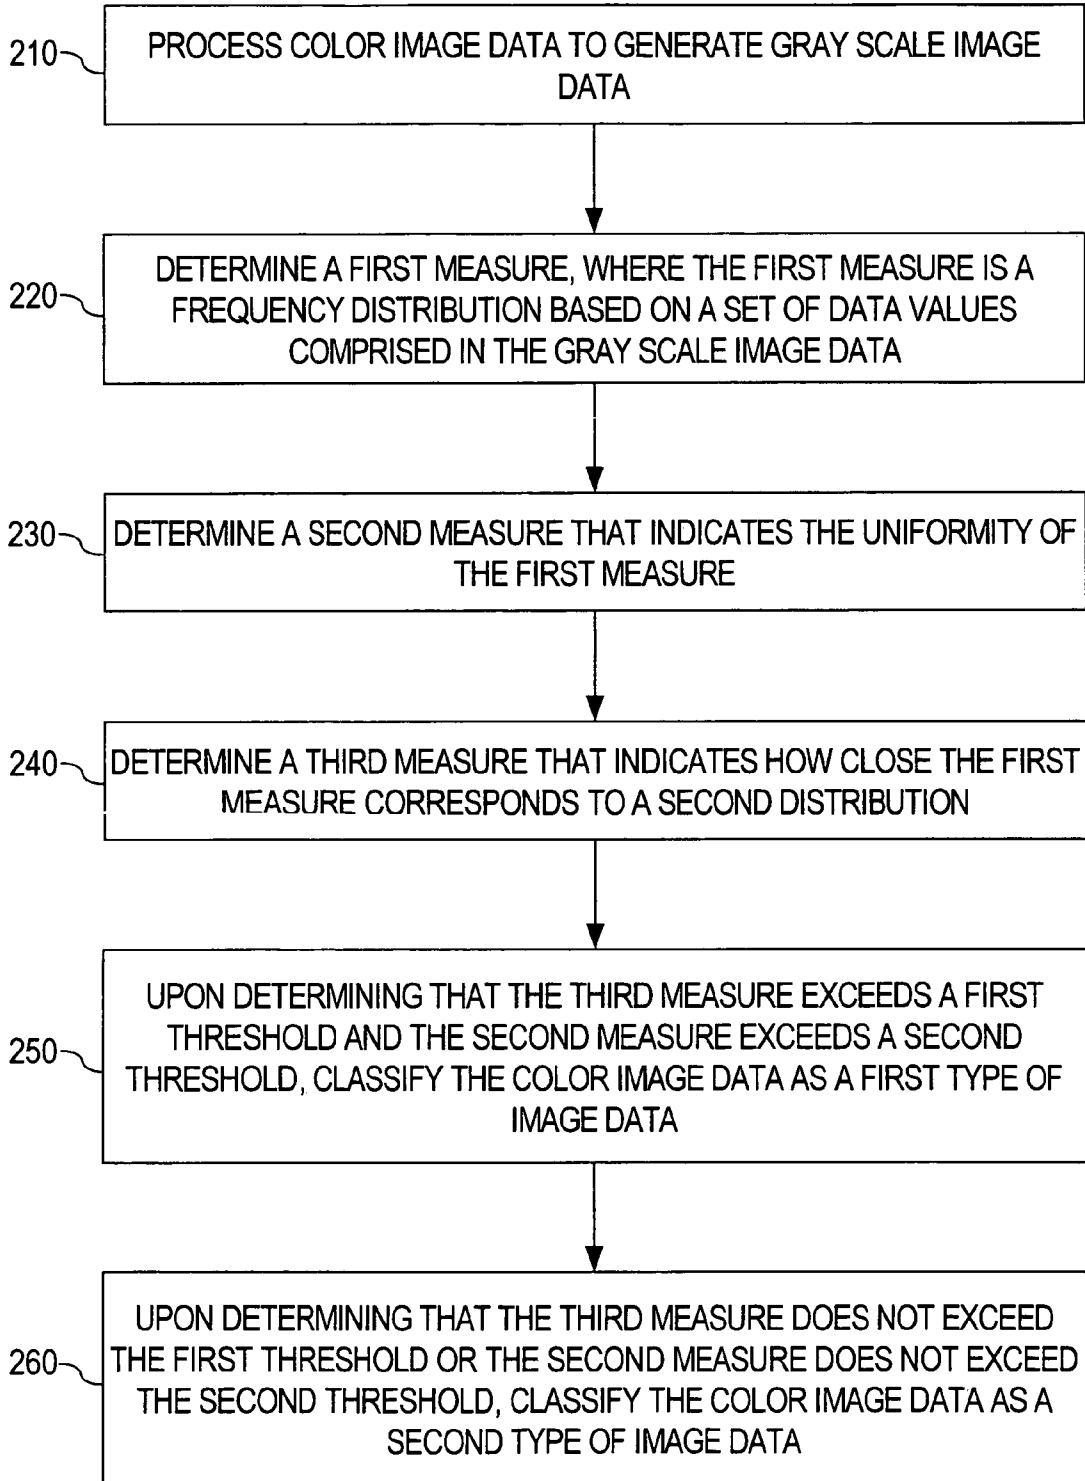 210
PROCESS COLOR IMAGE DATA TO GENERATE GRAY SCALE IMAGE
DATA
220
DETERMINE A FIRST MEASURE, WHERE THE FIRST MEASURE IS A
FREQUENCY DISTRIBUTION BASED ON A SET OF DATA VALUES
COMPRISED IN THE GRAY SCALE IMAGE DATA
230
DETERMINE A SECOND MEASURE THAT INDICATES THE UNIFORMITY OF
THE FIRST MEASURE
240
DETERMINE A THIRD MEASURE THAT INDICATES HOW CLOSE THE FIRST
MEASURE CORRESPONDS TO A SECOND DISTRIBUTION
250
UPON DETERMINING THAT THE THIRD MEASURE EXCEEDS A FIRST
THRESHOLD AND THE SECOND MEASURE EXCEEDS A SECOND
THRESHOLD, CLASSIFY THE COLOR IMAGE DATA AS A FIRST TYPE OF
IMAGE DATA
260
UPON DETERMINING THAT THE THIRD MEASURE DOES NOT EXCEED
THE FIRST THRESHOLD OR THE SECOND MEASURE DOES NOT EXCEED
THE SECOND THRESHOLD, CLASSIFY THE COLOR IMAGE DATA AS A
SECOND TYPE OF IMAGE DATA